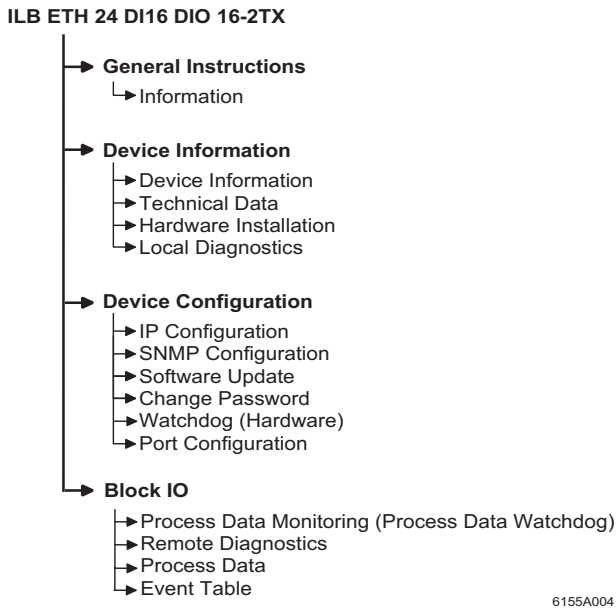 ILB ETH 24 DI16 DIO 16-2TX
General Instructions
Information
Device Information
Device Information
Technical Data
Hardware Installation
Local Diagnostics
Device Configuration
IP Configuration
SNMP Configuration
Software Update
Change Password
Watchdog (Hardware)
Port Configuration
Block IO
Process Data Monitoring (Process Data Watchdog)
Remote Diagnostics
Process Data
Event Table
6155A004